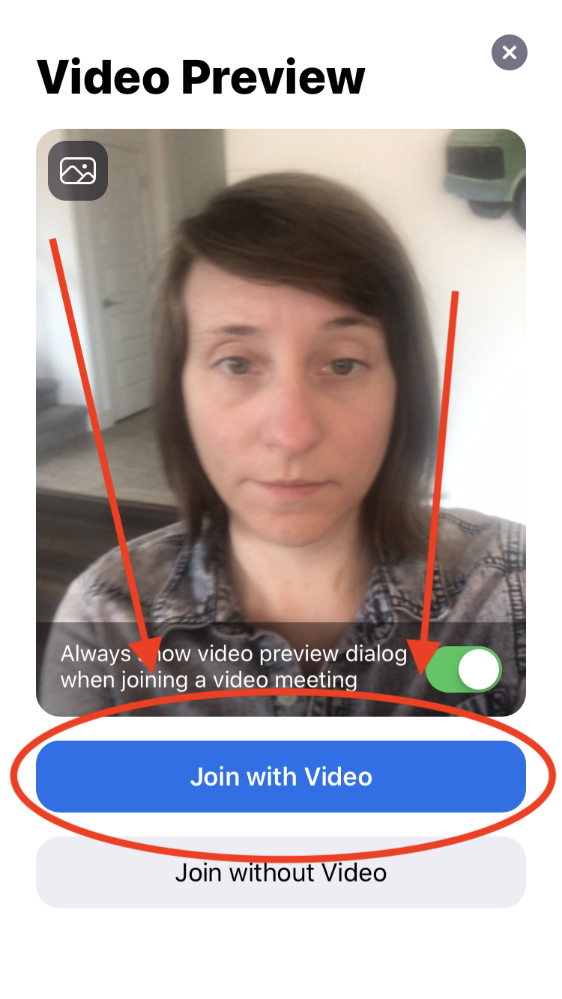 Video Preview
Always show video preview dialog
when joining a video meeting
Join with Video
Join without Video